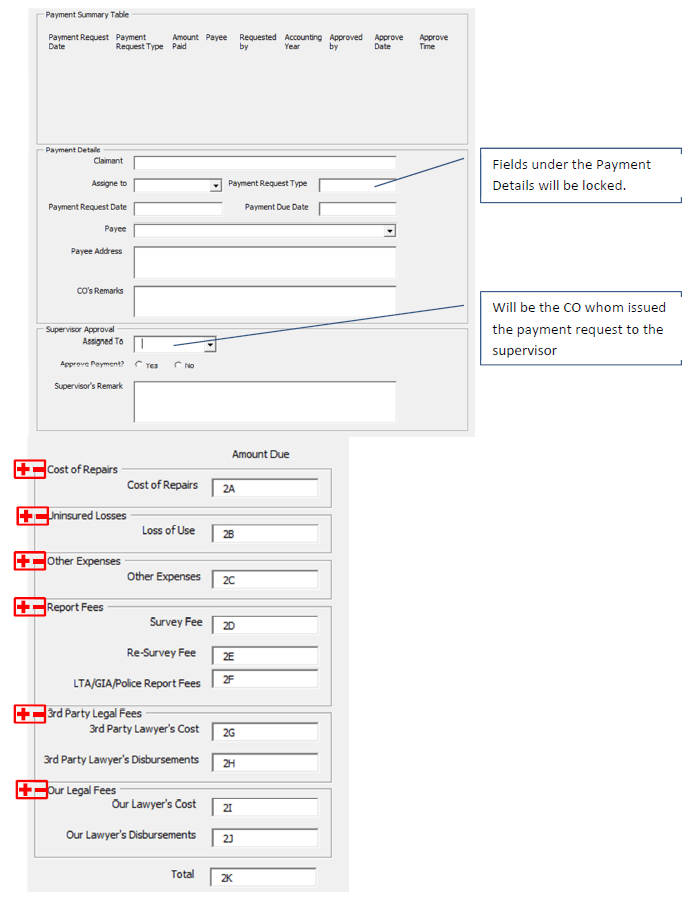 Payment Summary Table
Payment Request Date
Payment Request Type
Amount Paid
Payee
Requested by
Accounting Year
Approved by
Approve Date
Approve Time
Payment Details
Claimant
Assigne to
Payment Request Type
Payment Request Date
Payment Due Date
Payee
Payee Address
CO's Remarks
Fields under the Payment
Details will be locked.
Supervisor Approval
Assigned To
Approve Payment?
Yes
No
Supervisor's Remark
Will be the CO whom issued
the payment request to the
supervisor
Amount Due
Cost of Repairs
Cost of Repairs 2A
Uninsured Losses
Loss of Use 2B
Other Expenses
Other Expenses 2C
Report Fees
Survey Fee 2D
Re-Survey Fee 2E
LTA/GIA/Police Report Fees 2F
3rd Party Legal Fees
3rd Party Lawyer's Cost 2G
3rd Party Lawyer's Disbursements 2H
Our Legal Fees
Our Lawyer's Cost 2I
Our Lawyer's Disbursements 2J
Total 2K